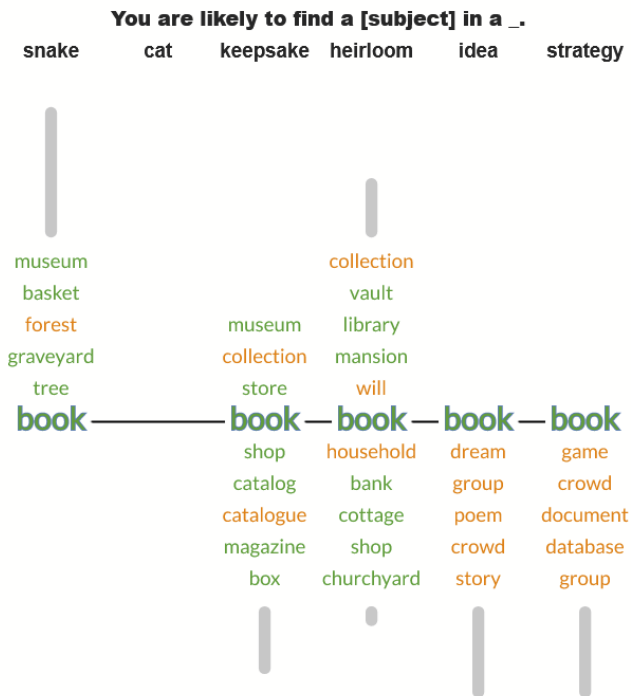 You are likely to find a [subject] in a _.
snake cat keepsake heirloom idea strategy
museum collection
basket vault
forest museum library
graveyard collection mansion
tree store will
book book book book book
shop household dream game
catalog bank group crowd
catalogue cottage poem document
magazine shop crowd database
box churchyard story group